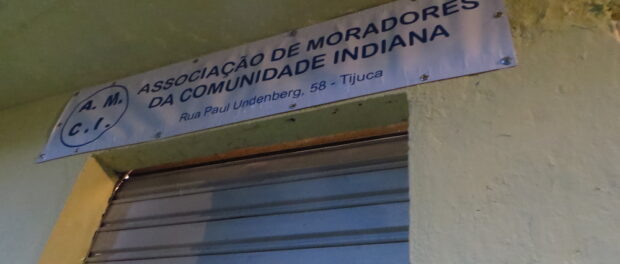 A. M.
C. I.
ASSOCIAÇÃO DE MORADORES
DA COMUNIDADE INDIANA
Rua Paul Undenberg, 58 - Tijuca